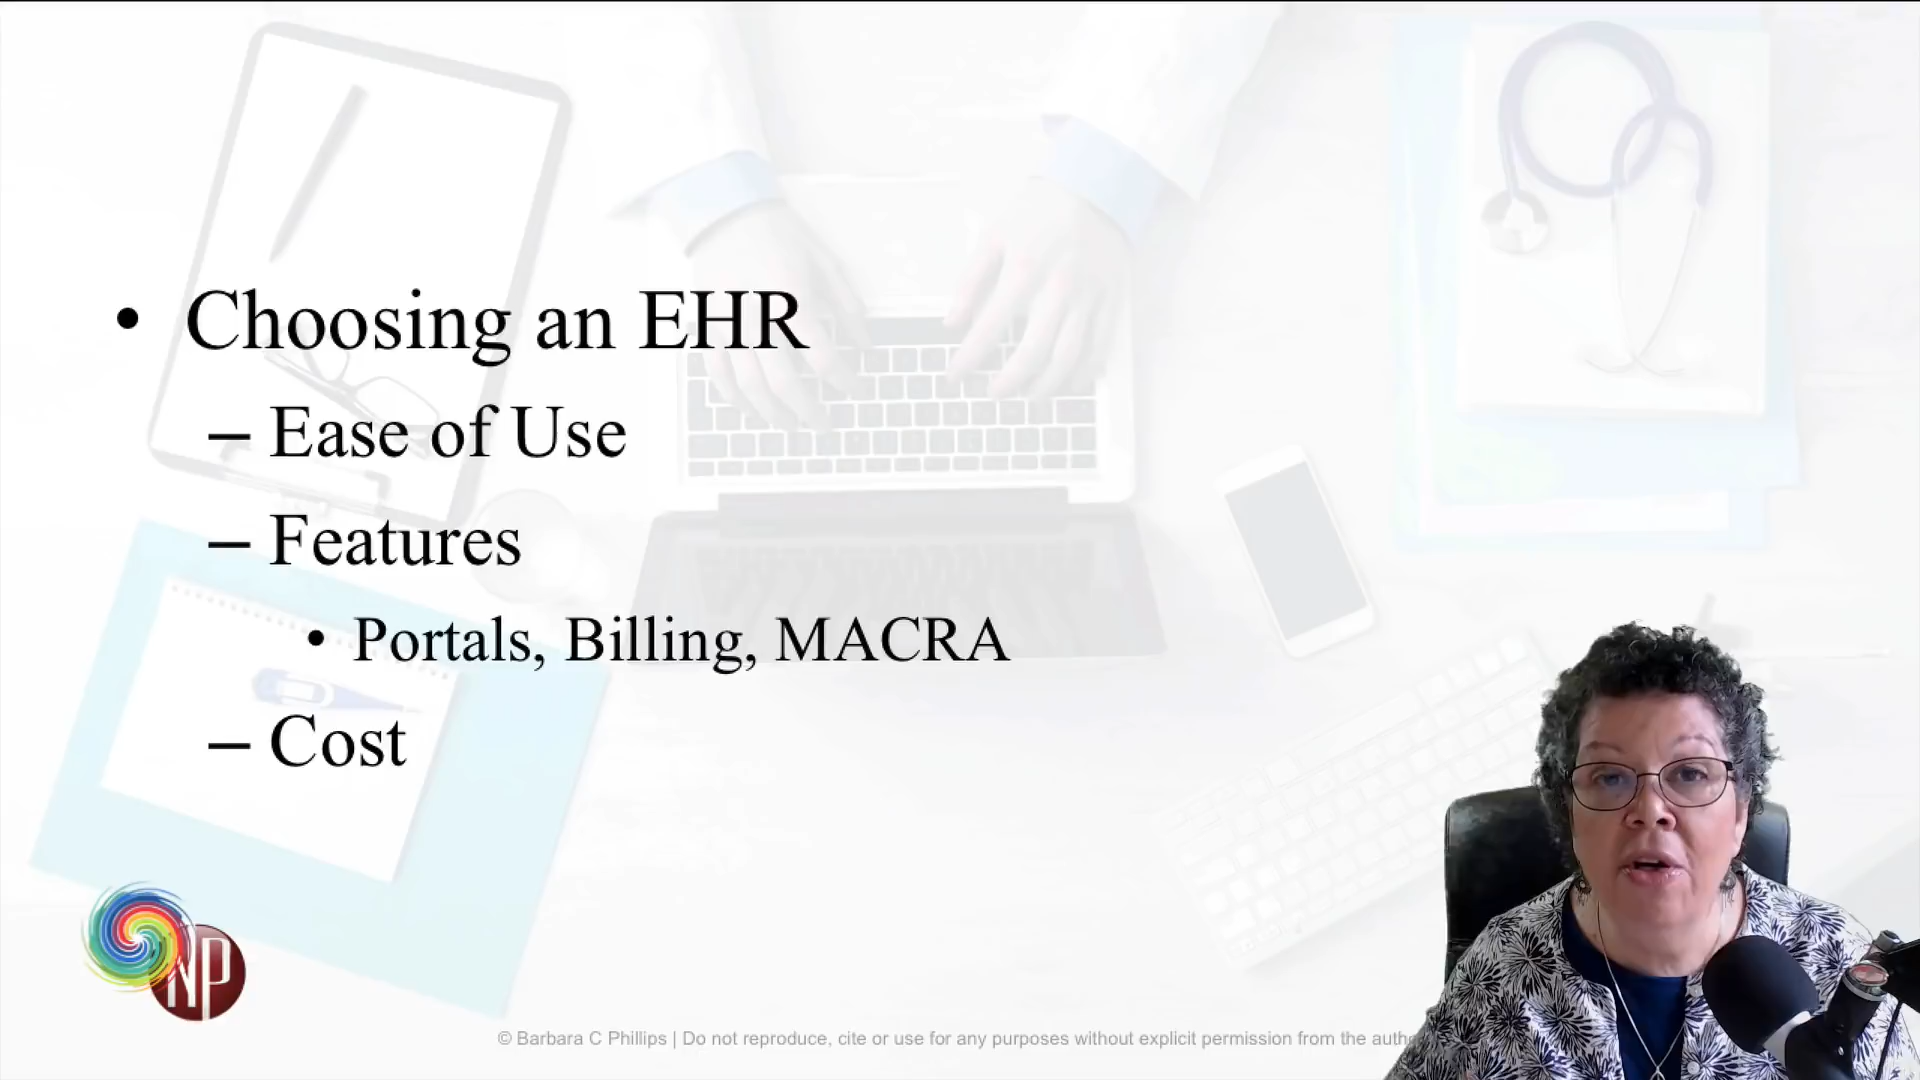 • Choosing an EHR
– Ease of Use
– Features
• Portals, Billing, MACRA
– Cost
NP
© Barbara C Phillips | Do not reproduce, cite or use for any purposes without explicit permission from the